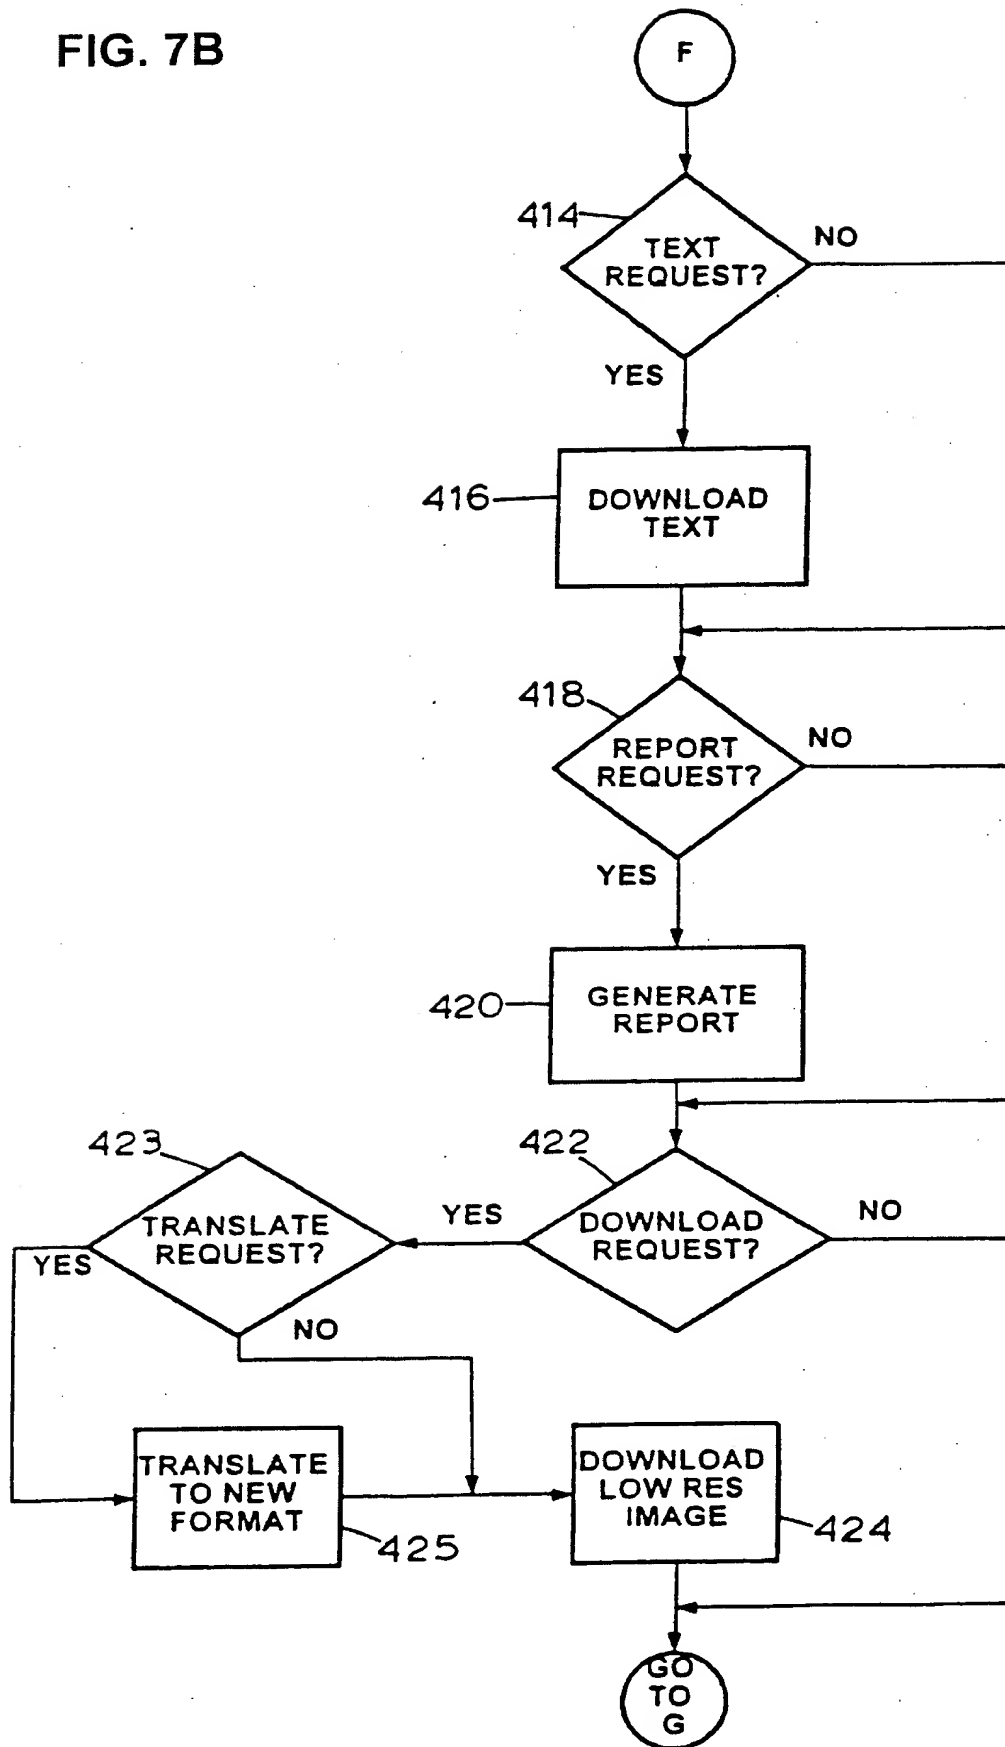 FIG. 7B
F
414
TEXT
REQUEST?
NO
YES
416
DOWNLOAD
TEXT
418
REPORT
REQUEST?
NO
YES
420
GENERATE
REPORT
423
422
TRANSLATE
REQUEST?
YES
YES
DOWNLOAD
REQUEST?
NO
NO
TRANSLATE
TO NEW
FORMAT
425
DOWNLOAD
LOW RES
IMAGE
424
GO
TO
G